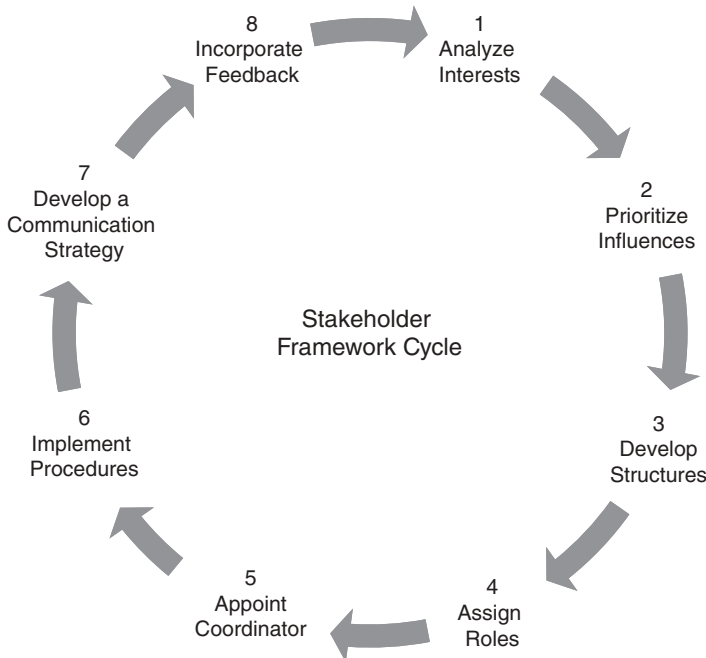 8
Incorporate
Feedback
1
Analyze
Interests
2
Prioritize
Influences
3
Develop
Structures
4
Assign
Roles
5
Appoint
Coordinator
6
Implement
Procedures
7
Develop a
Communication
Strategy
Stakeholder
Framework Cycle